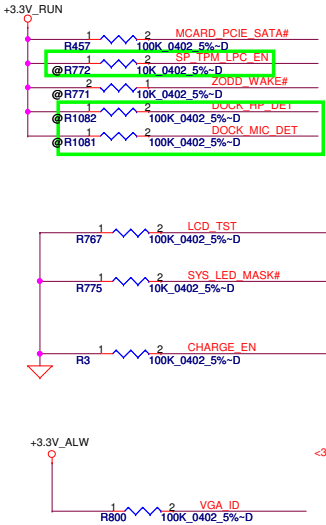 +3.3V_RUN
1 2 MCARD_PCIE_SATA#
R457 100K_0402_5%~D
1 2 SP_TPM_LPC_EN
@R772 10K_0402_5%~D
2 1 ZODD_WAKE#
@R771 10K_0402_5%~D
1 2 DOCK_HP_DET
@R1082 100K_0402_5%~D
1 2 DOCK_MIC_DET
@R1081 100K_0402_5%~D
1 2 LCD_TST
R767 100K_0402_5%~D
1 2 SYS_LED_MASK#
R775 10K_0402_5%~D
1 2 CHARGE_EN
R3 100K_0402_5%~D
+3.3V_ALW
<3
1 2 VGA_ID
R800 100K_0402_5%~D